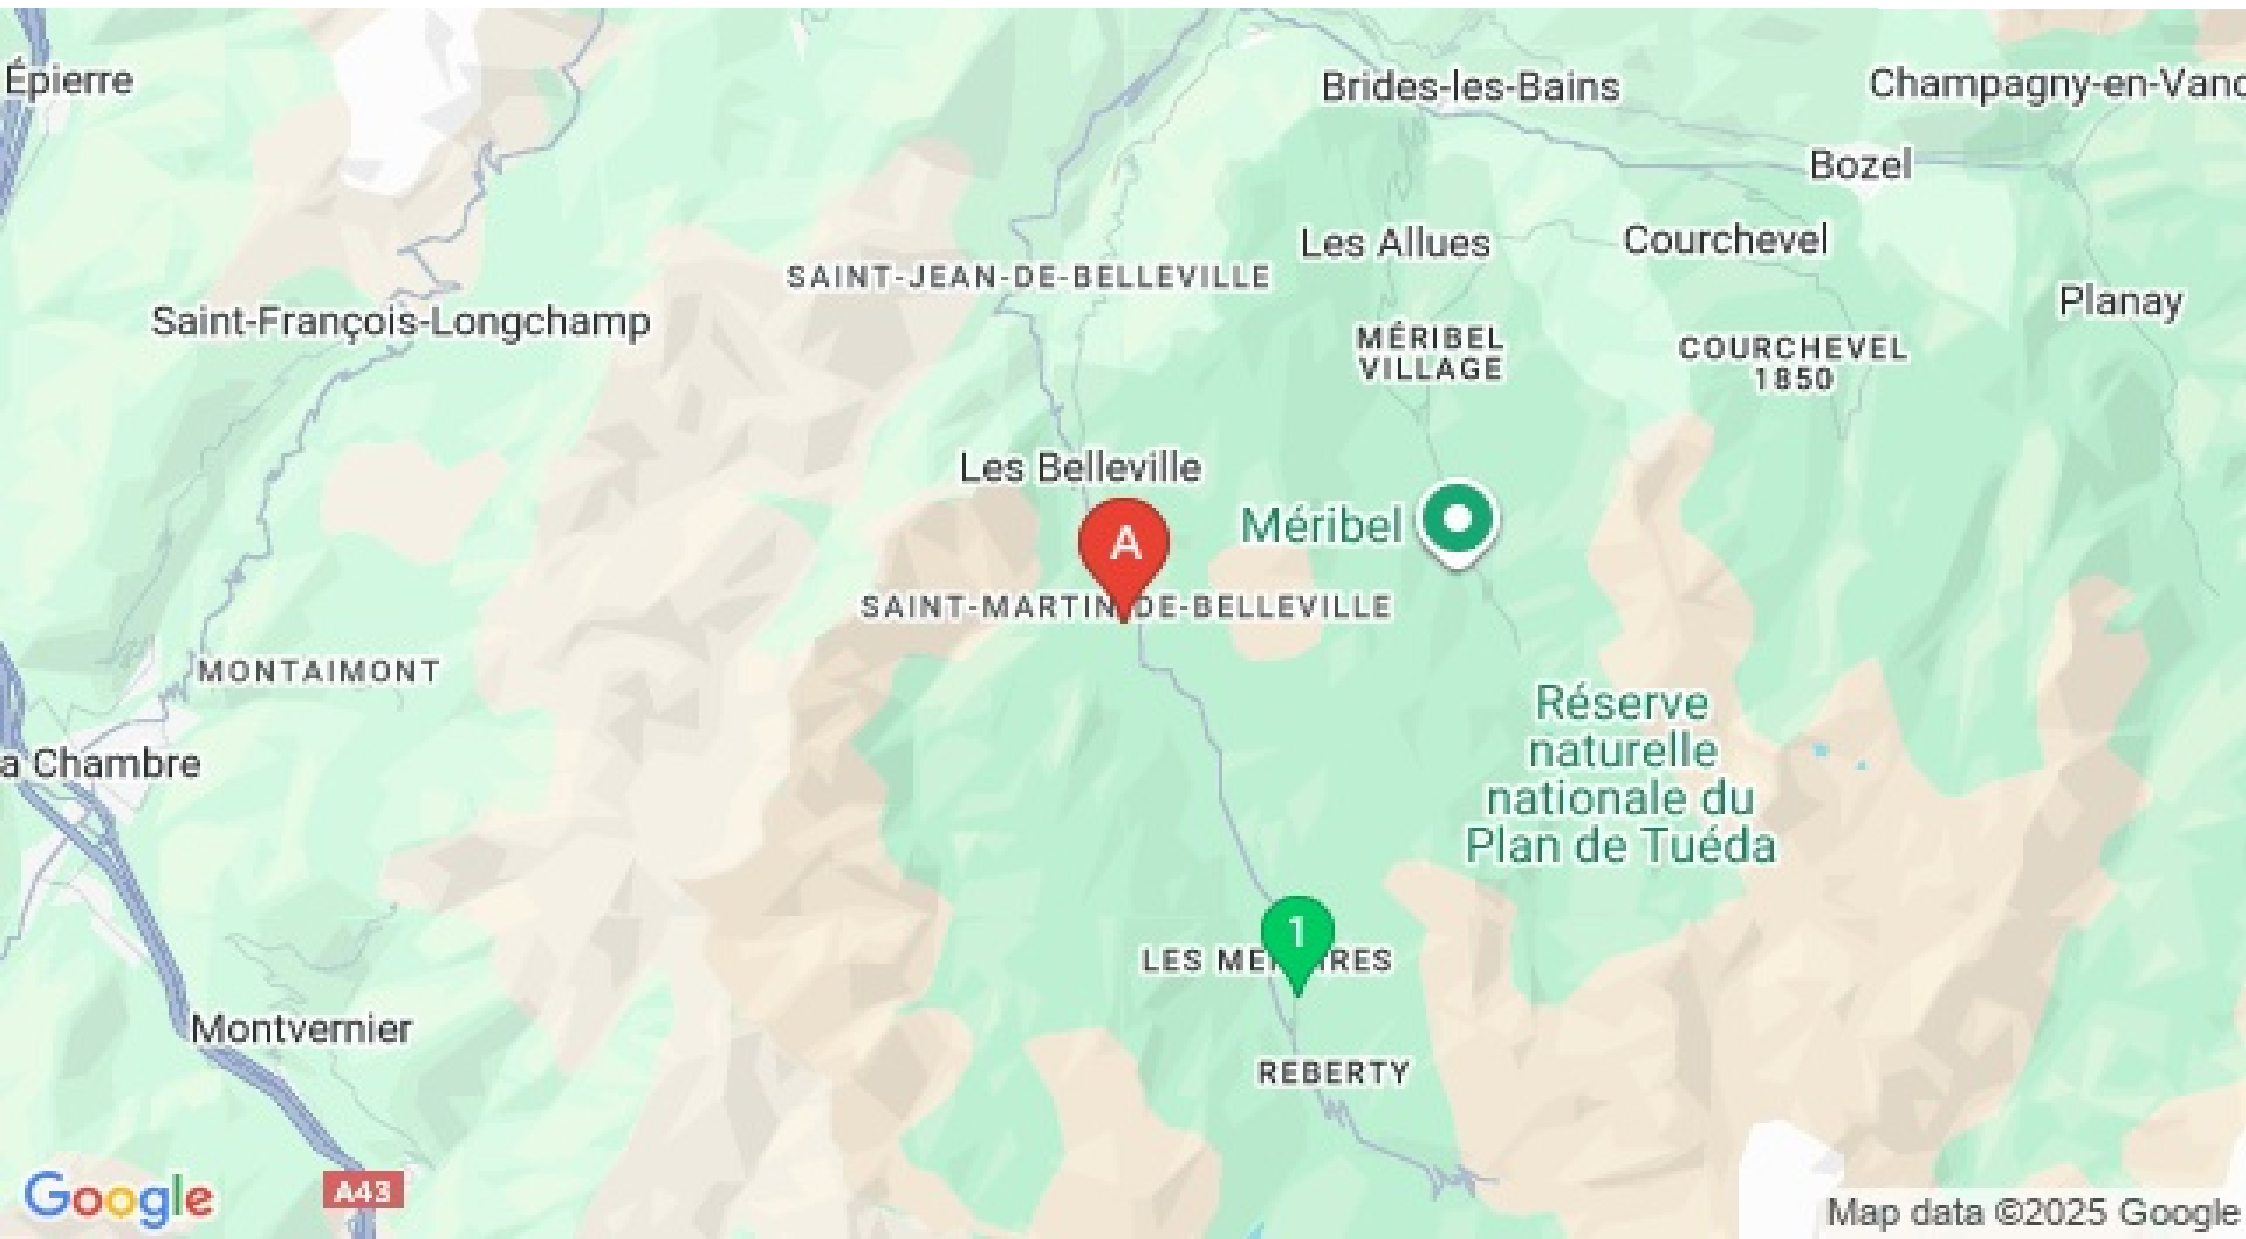 Épierre
Brides-les-Bains
Champagny-en-Vano
Bozel
Les Allues
Courchevel
SAINT-JEAN-DE-BELLEVILLE
Planay
Saint-François-Longchamp
MÉRIBEL
VILLAGE
COURCHEVEL
1850
Les Belleville
A
Méribel
SAINT-MARTIN-DE-BELLEVILLE
MONTAIMONT
Réserve
naturelle
nationale du
Plan de Tuéda
a Chambre
1
LES ME IRES
Montvernier
REBERTY
A43
Google
Map data ©2025 Google